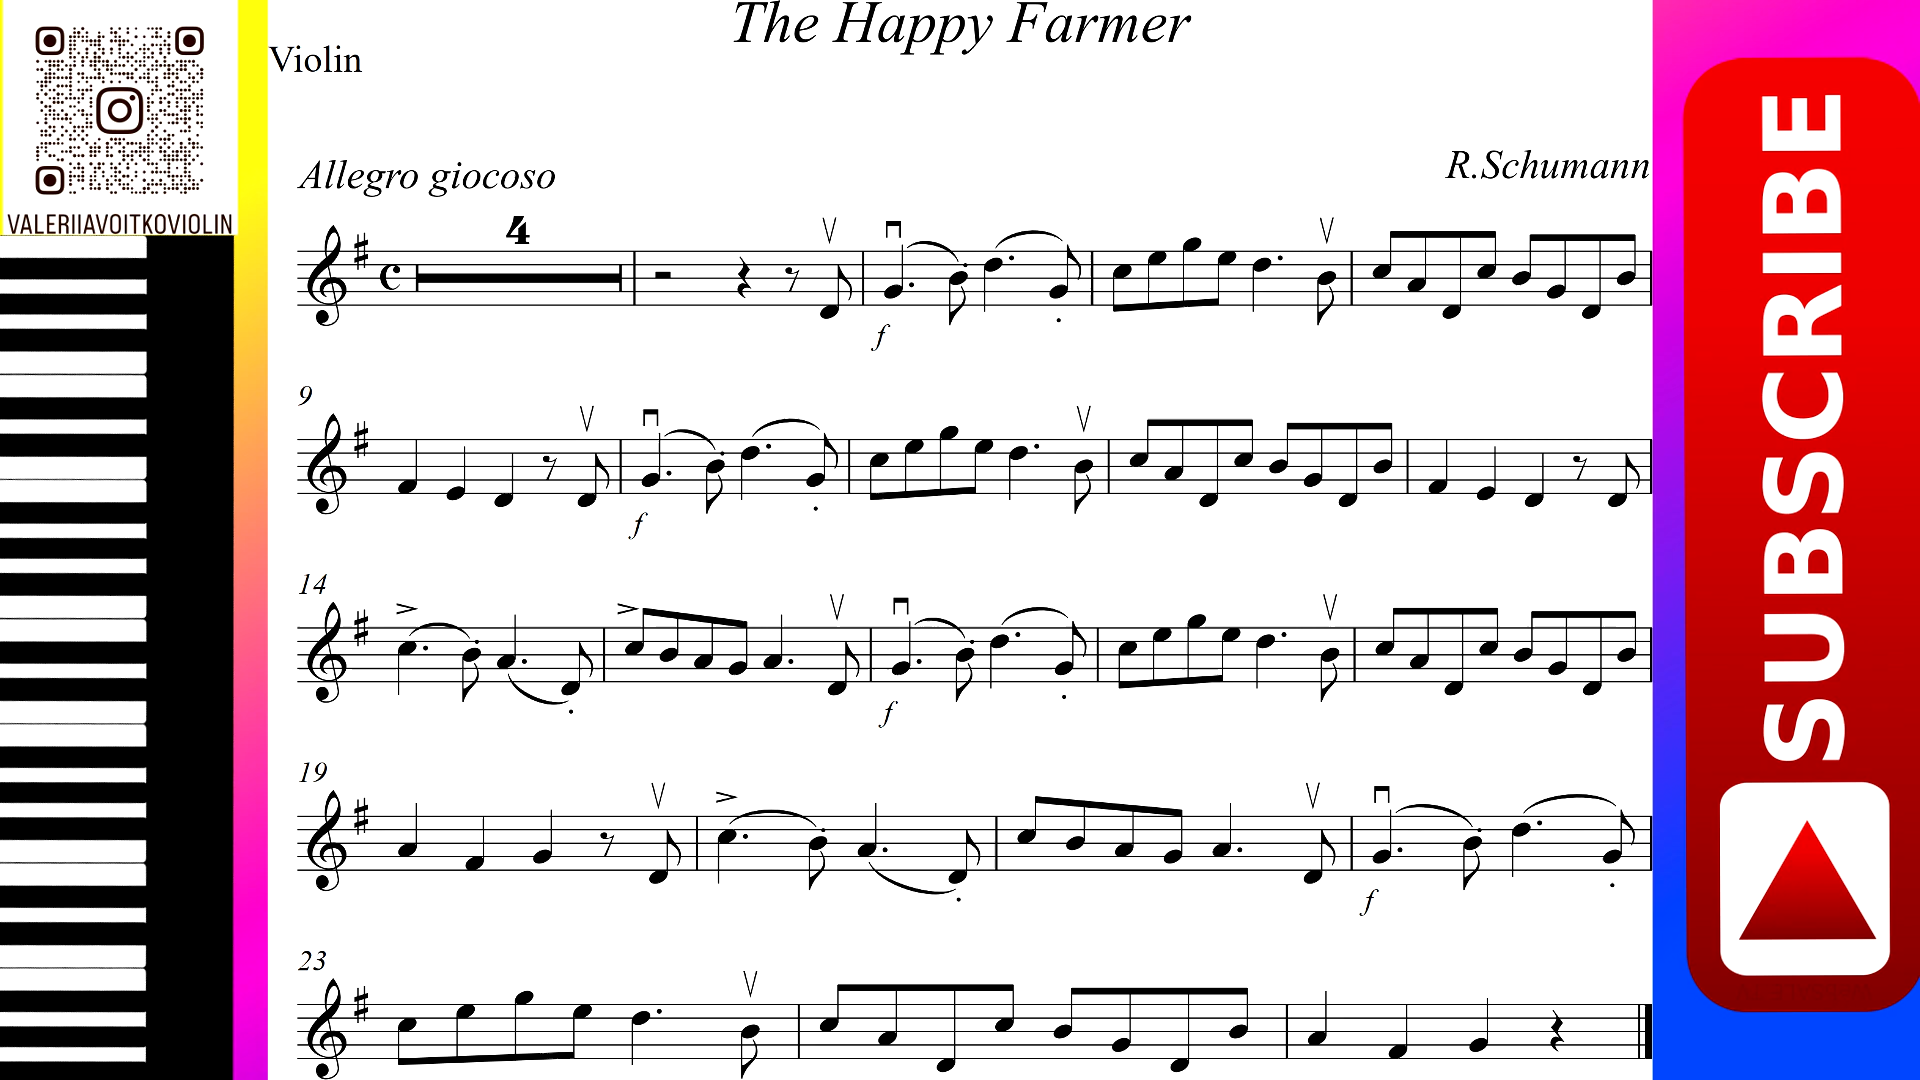 The Happy Farmer
Violin
Allegro giocoso
R.Schumann
VALERIIAVOITKOVIOLIN
4
f
9
f
14
f
19
f
23
SUBSCRIBE